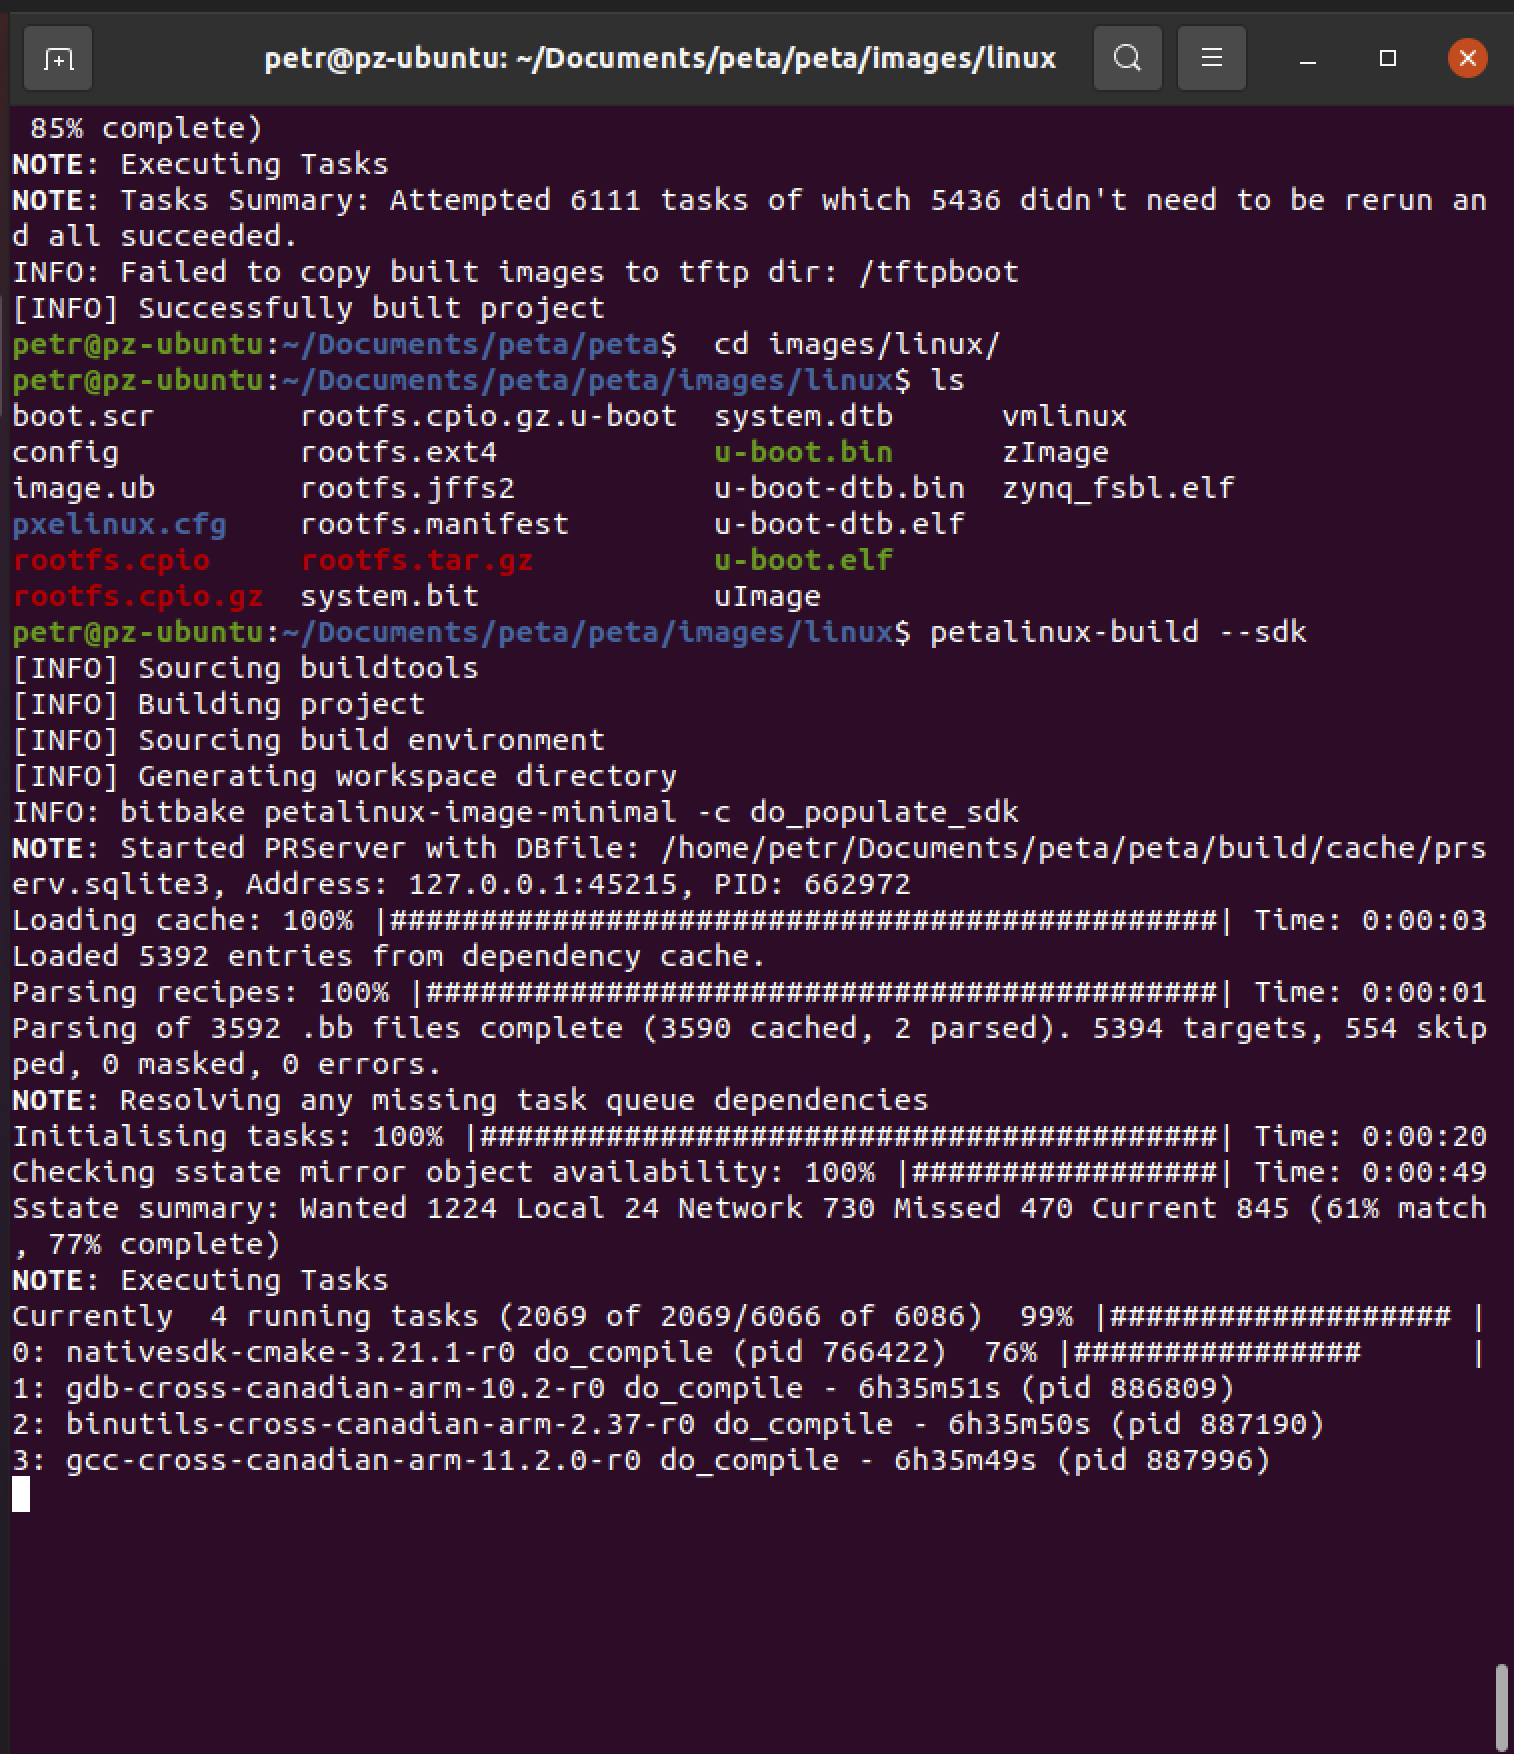 petr@pz-ubuntu: ~/Documents/peta/peta/images/linux
 85% complete)
NOTE: Executing Tasks
NOTE: Tasks Summary: Attempted 6111 tasks of which 5436 didn't need to be rerun an
d all succeeded.
INFO: Failed to copy built images to tftp dir: /tftpboot
[INFO] Successfully built project
petr@pz-ubuntu:~/Documents/peta/peta$  cd images/linux/
petr@pz-ubuntu:~/Documents/peta/peta/images/linux$ ls
boot.scr        rootfs.cpio.gz.u-boot  system.dtb      vmlinux
config          rootfs.ext4            u-boot.bin      zImage
image.ub        rootfs.jffs2           u-boot-dtb.bin  zynq_fsbl.elf
pxelinux.cfg    rootfs.manifest        u-boot-dtb.elf
rootfs.cpio     rootfs.tar.gz          u-boot.elf
rootfs.cpio.gz  system.bit             uImage
petr@pz-ubuntu:~/Documents/peta/peta/images/linux$ petalinux-build --sdk
[INFO] Sourcing buildtools
[INFO] Building project
[INFO] Sourcing build environment
[INFO] Generating workspace directory
INFO: bitbake petalinux-image-minimal -c do_populate_sdk
NOTE: Started PRServer with DBfile: /home/petr/Documents/peta/peta/build/cache/prs
erv.sqlite3, Address: 127.0.0.1:45215, PID: 662972
Loading cache: 100% |##############################################| Time: 0:00:03
Loaded 5392 entries from dependency cache.
Parsing recipes: 100% |############################################| Time: 0:00:01
Parsing of 3592 .bb files complete (3590 cached, 2 parsed). 5394 targets, 554 skip
ped, 0 masked, 0 errors.
NOTE: Resolving any missing task queue dependencies
Initialising tasks: 100% |#########################################| Time: 0:00:20
Checking sstate mirror object availability: 100% |#################| Time: 0:00:49
Sstate summary: Wanted 1224 Local 24 Network 730 Missed 470 Current 845 (61% match
, 77% complete)
NOTE: Executing Tasks
Currently  4 running tasks (2069 of 2069/6066 of 6086)  99% |################### |
0: nativesdk-cmake-3.21.1-r0 do_compile (pid 766422)  76% |################      |
1: gdb-cross-canadian-arm-10.2-r0 do_compile - 6h35m51s (pid 886809)
2: binutils-cross-canadian-arm-2.37-r0 do_compile - 6h35m50s (pid 887190)
3: gcc-cross-canadian-arm-11.2.0-r0 do_compile - 6h35m49s (pid 887996)